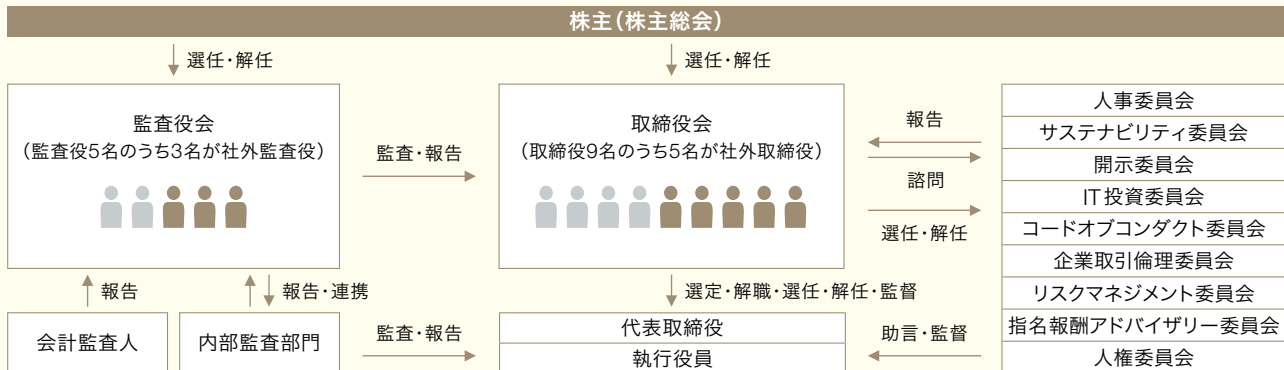 株主(株主総会)
選任・解任
選任・解任
監査役会
(監査役5名のうち3名が社外監査役)
監査・報告
取締役会
(取締役9名のうち5名が社外取締役)
報告
諮問
選任・解任
人事委員会
サステナビリティ委員会
開示委員会
IT投資委員会
コードオブコンダクト委員会
企業取引倫理委員会
リスクマネジメント委員会
指名報酬アドバイザリー委員会
人権委員会
報告
報告・連携
選定・解職・選任・解任・監督
会計監査人
内部監査部門
監査・報告
代表取締役
執行役員
助言・監督